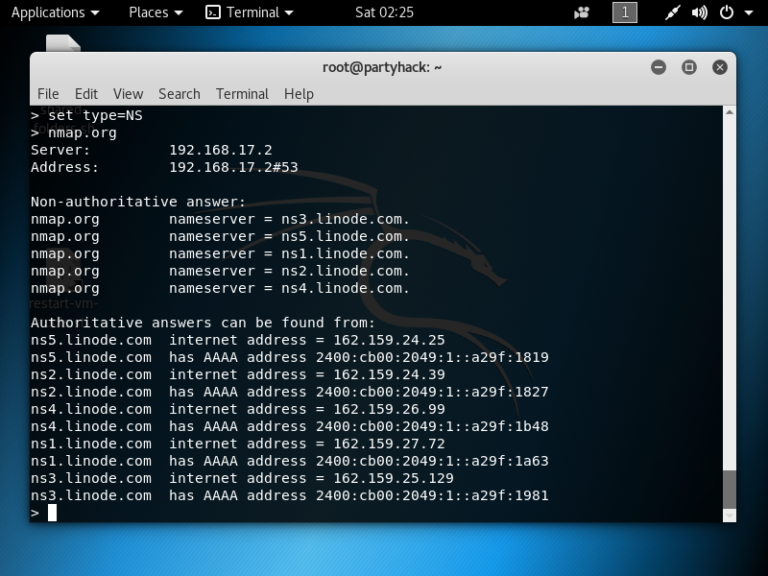 Applications Places Terminal Sat 02:25 1
root@partyhack: ~
File Edit View Search Terminal Help
> set type=NS
> nmap.org
Server: 192.168.17.2
Address: 192.168.17.2#53
Non-authoritative answer:
nmap.org nameserver = ns3.linode.com.
nmap.org nameserver = ns5.linode.com.
nmap.org nameserver = ns1.linode.com.
nmap.org nameserver = ns2.linode.com.
nmap.org nameserver = ns4.linode.com.
restart-vm-
Authoritative answers can be found from:
ns5.linode.com internet address = 162.159.24.25
ns5.linode.com has AAAA address 2400:cb00:2049:1::a29f:1819
ns2.linode.com internet address = 162.159.24.39
ns2.linode.com has AAAA address 2400:cb00:2049:1::a29f:1827
ns4.linode.com internet address = 162.159.26.99
ns4.linode.com has AAAA address 2400:cb00:2049:1::a29f:1b48
ns1.linode.com internet address = 162.159.27.72
ns1.linode.com has AAAA address 2400:cb00:2049:1::a29f:1a63
ns3.linode.com internet address = 162.159.25.129
ns3.linode.com has AAAA address 2400:cb00:2049:1::a29f:1981
>